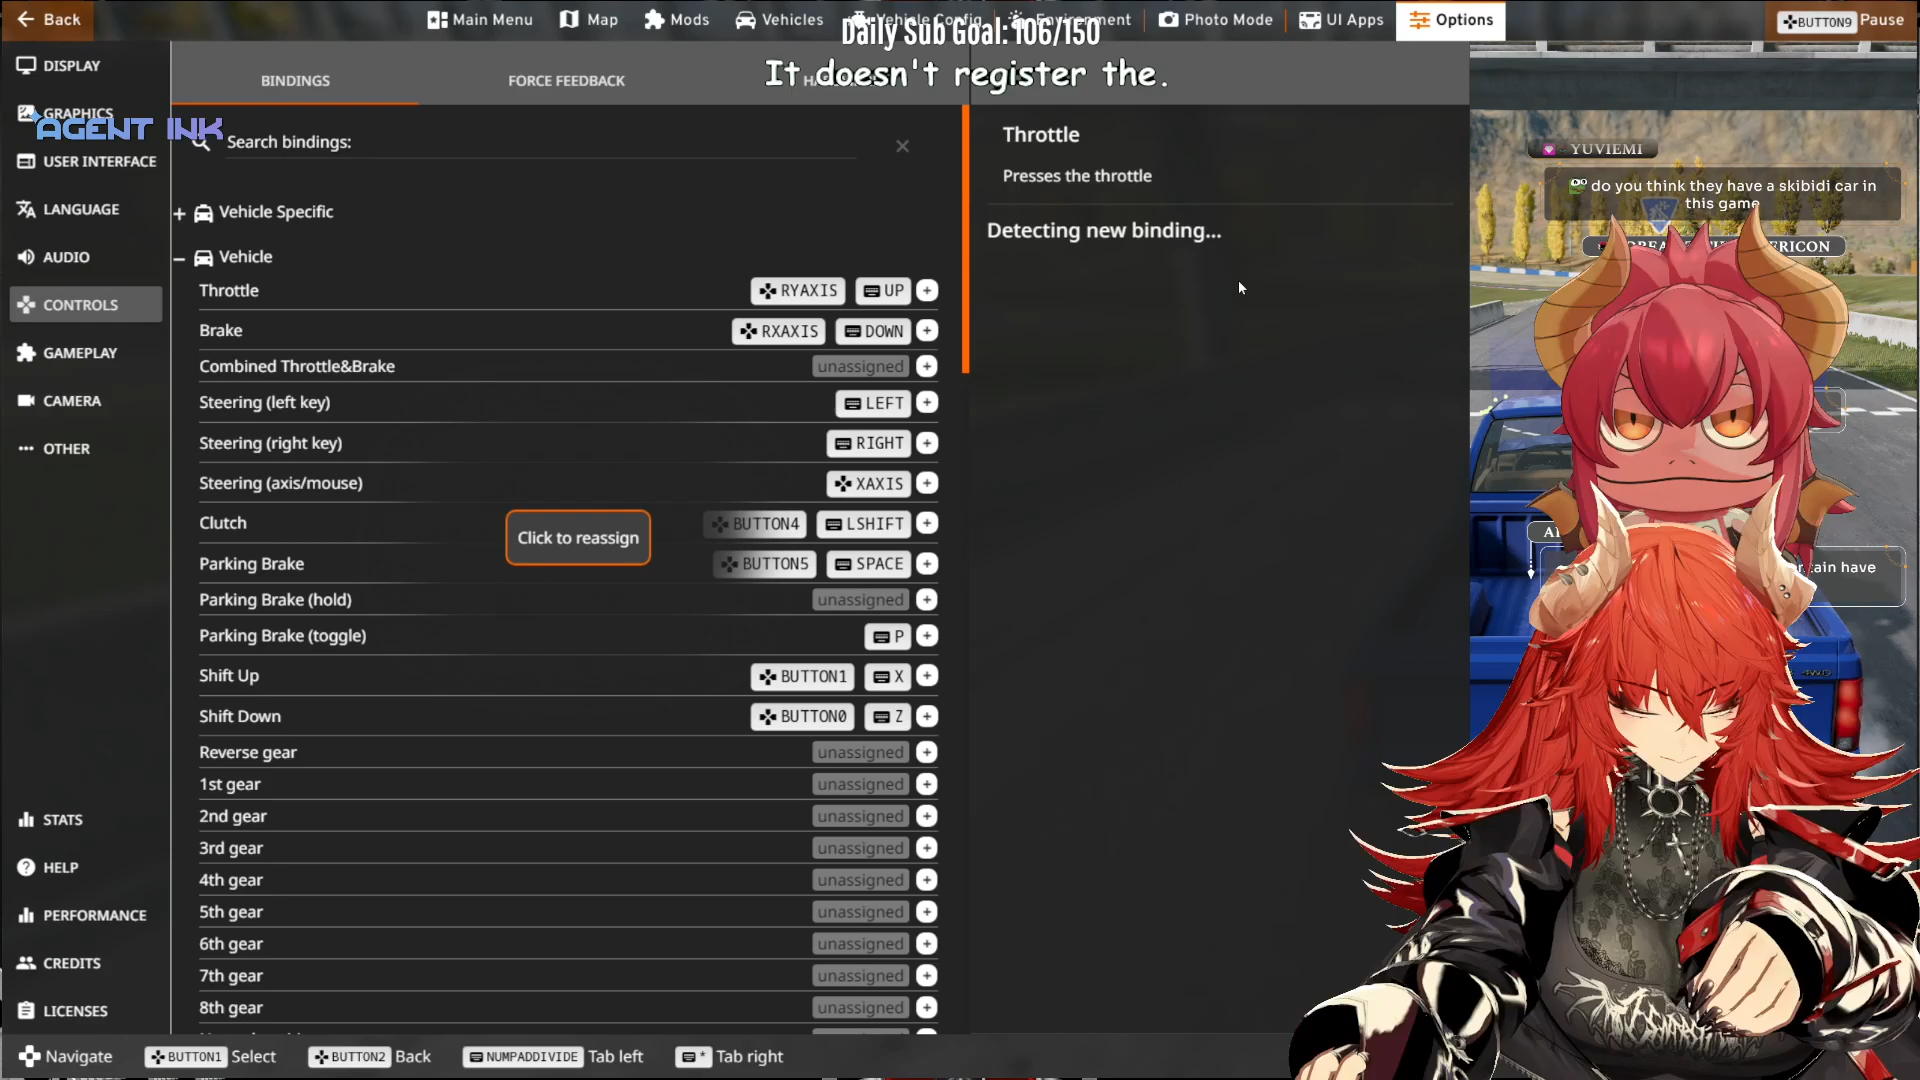 Back
Main Menu
Map
Mods
Vehicles
Vehicle Config
Environment
Photo Mode
UI Apps
Options
BUTTON9 Pause
Daily Sub Goal: 106/150
It doesn't register the.
DISPLAY
GRAPHICS
AGENT INK
USER INTERFACE
LANGUAGE
AUDIO
CONTROLS
GAMEPLAY
CAMERA
OTHER
STATS
HELP
PERFORMANCE
CREDITS
LICENSES
BINDINGS
FORCE FEEDBACK
Search bindings:
Vehicle Specific
Vehicle
Throttle RYAXIS UP
Brake RXAXIS DOWN
Combined Throttle&Brake unassigned
Steering (left key) LEFT
Steering (right key) RIGHT
Steering (axis/mouse) XAXIS
Clutch BUTTON4 LSHIFT
Click to reassign
Parking Brake BUTTON5 SPACE
Parking Brake (hold) unassigned
Parking Brake (toggle) P
Shift Up BUTTON1 X
Shift Down BUTTON0 Z
Reverse gear unassigned
1st gear unassigned
2nd gear unassigned
3rd gear unassigned
4th gear unassigned
5th gear unassigned
6th gear unassigned
7th gear unassigned
8th gear unassigned
Throttle
Presses the throttle
Detecting new binding...
YUVIEMI
do you think they have a skibidi car in
this game
have
4WD
Navigate
BUTTON1 Select
BUTTON2 Back
NUMPADDIVIDE Tab left
* Tab right